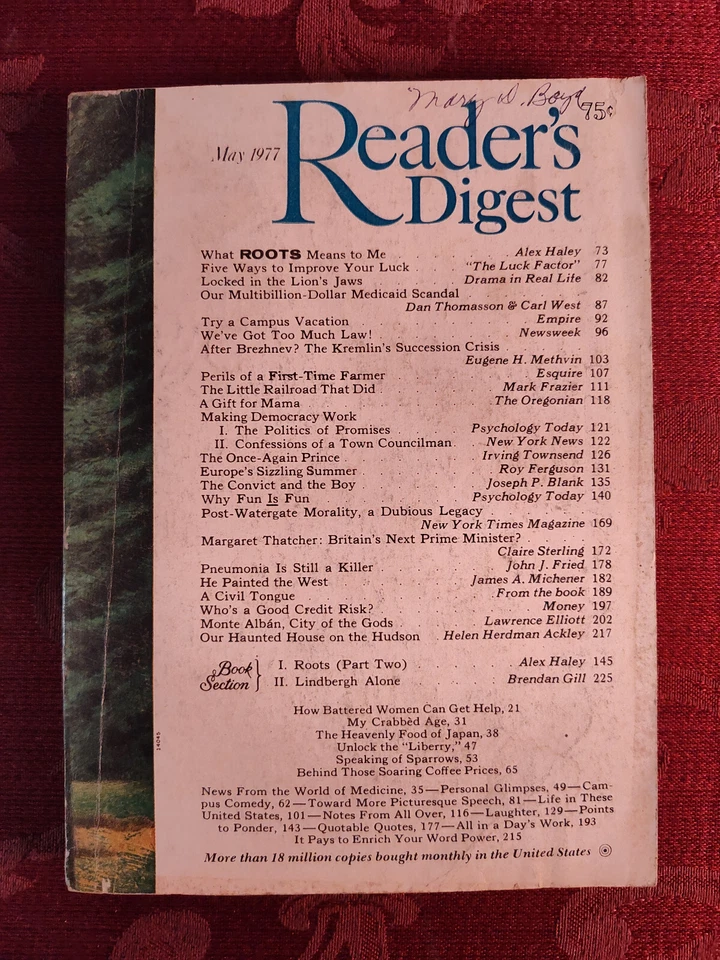 Mary D. Boyd
75¢
May 1977
Reader's
Digest
What ROOTS Means to Me . . . . . Alex Haley 73
Five Ways to Improve Your Luck . . . "The Luck Factor" 77
Locked in the Lion's Jaws . . . . . Drama in Real Life 82
Our Multibillion-Dollar Medicaid Scandal . . . . .
Dan Thomasson & Carl West 87
Try a Campus Vacation . . . . . Empire 92
We've Got Too Much Law! . . . . . Newsweek 96
After Brezhnev? The Kremlin's Succession Crisis . . . .
Eugene H. Methvin 103
Perils of a First-Time Farmer . . . . . Esquire 107
The Little Railroad That Did . . . . . Mark Frazier 111
A Gift for Mama . . . . . The Oregonian 118
Making Democracy Work
I. The Politics of Promises . . . . Psychology Today 121
II. Confessions of a Town Councilman . . New York News 122
The Once-Again Prince . . . . . Irving Townsend 126
Europe's Sizzling Summer . . . . . Roy Ferguson 131
The Convict and the Boy . . . . . Joseph P. Blank 135
Why Fun Is Fun . . . . . Psychology Today 140
Post-Watergate Morality, a Dubious Legacy . . . . .
New York Times Magazine 169
Margaret Thatcher: Britain's Next Prime Minister? . . . .
Claire Sterling 172
Pneumonia Is Still a Killer . . . . . John J. Fried 178
He Painted the West . . . . . James A. Michener 182
A Civil Tongue . . . . . From the book 189
Who's a Good Credit Risk? . . . . . Money 197
Monte Albán, City of the Gods . . . . Lawrence Elliott 202
Our Haunted House on the Hudson . Helen Herdman Ackley 217
Book
Section
I. Roots (Part Two) . . . . . Alex Haley 145
II. Lindbergh Alone . . . . . Brendan Gill 225
How Battered Women Can Get Help, 21
My Crabbèd Age, 31
The Heavenly Food of Japan, 38
Unlock the "Liberry," 47
Speaking of Sparrows, 53
Behind Those Soaring Coffee Prices, 65
News From the World of Medicine, 35—Personal Glimpses, 49—Cam-
pus Comedy, 62—Toward More Picturesque Speech, 81—Life in These
United States, 101—Notes From All Over, 116—Laughter, 129—Points
to Ponder, 143—Quotable Quotes, 177—All in a Day's Work, 193
It Pays to Enrich Your Word Power, 215
More than 18 million copies bought monthly in the United States
14045